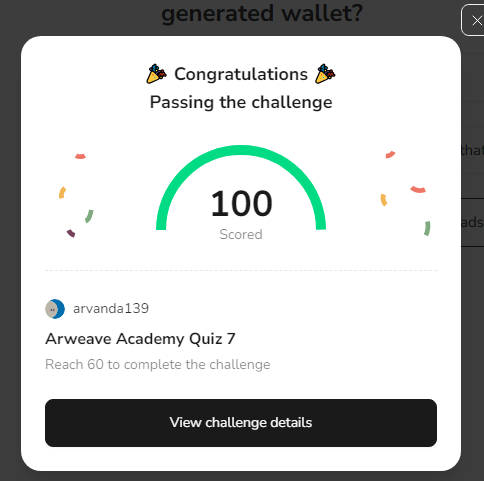 generated wallet?
Congratulations
Passing the challenge
that
100
Scored
ads
arvanda139
Arweave Academy Quiz 7
Reach 60 to complete the challenge
View challenge details